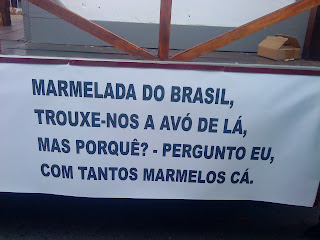 MARMELADA DO BRASIL,
TROUXE-NOS A AVÓ DE LÁ,
MAS PORQUÊ? - PERGUNTO EU,
COM TANTOS MARMELOS CÁ.